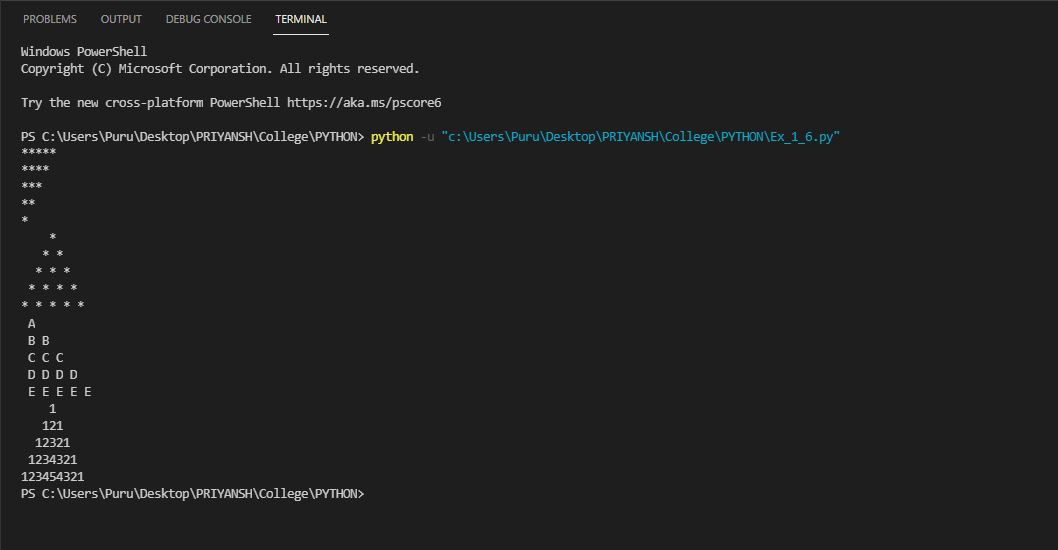 PROBLEMS OUTPUT DEBUG CONSOLE TERMINAL
Windows PowerShell
Copyright (C) Microsoft Corporation. All rights reserved.
Try the new cross-platform PowerShell https://aka.ms/pscore6
PS C:\Users\Puru\Desktop\PRIYANSH\College\PYTHON> python -u "c:\Users\Puru\Desktop\PRIYANSH\College\PYTHON\Ex_1_6.py"
*****
****
***
**
*
    *
   * *
  * * *
 * * * *
* * * * *
 A
 B B
 C C C
 D D D D
 E E E E E
    1
   121
  12321
 1234321
123454321
PS C:\Users\Puru\Desktop\PRIYANSH\College\PYTHON>